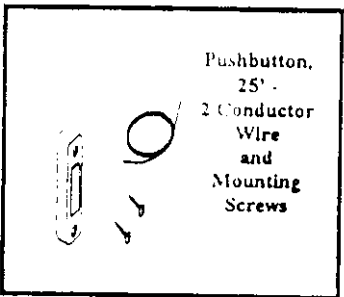 Pushbutton,
25' -
2 Conductor
Wire
and
Mounting
Screws